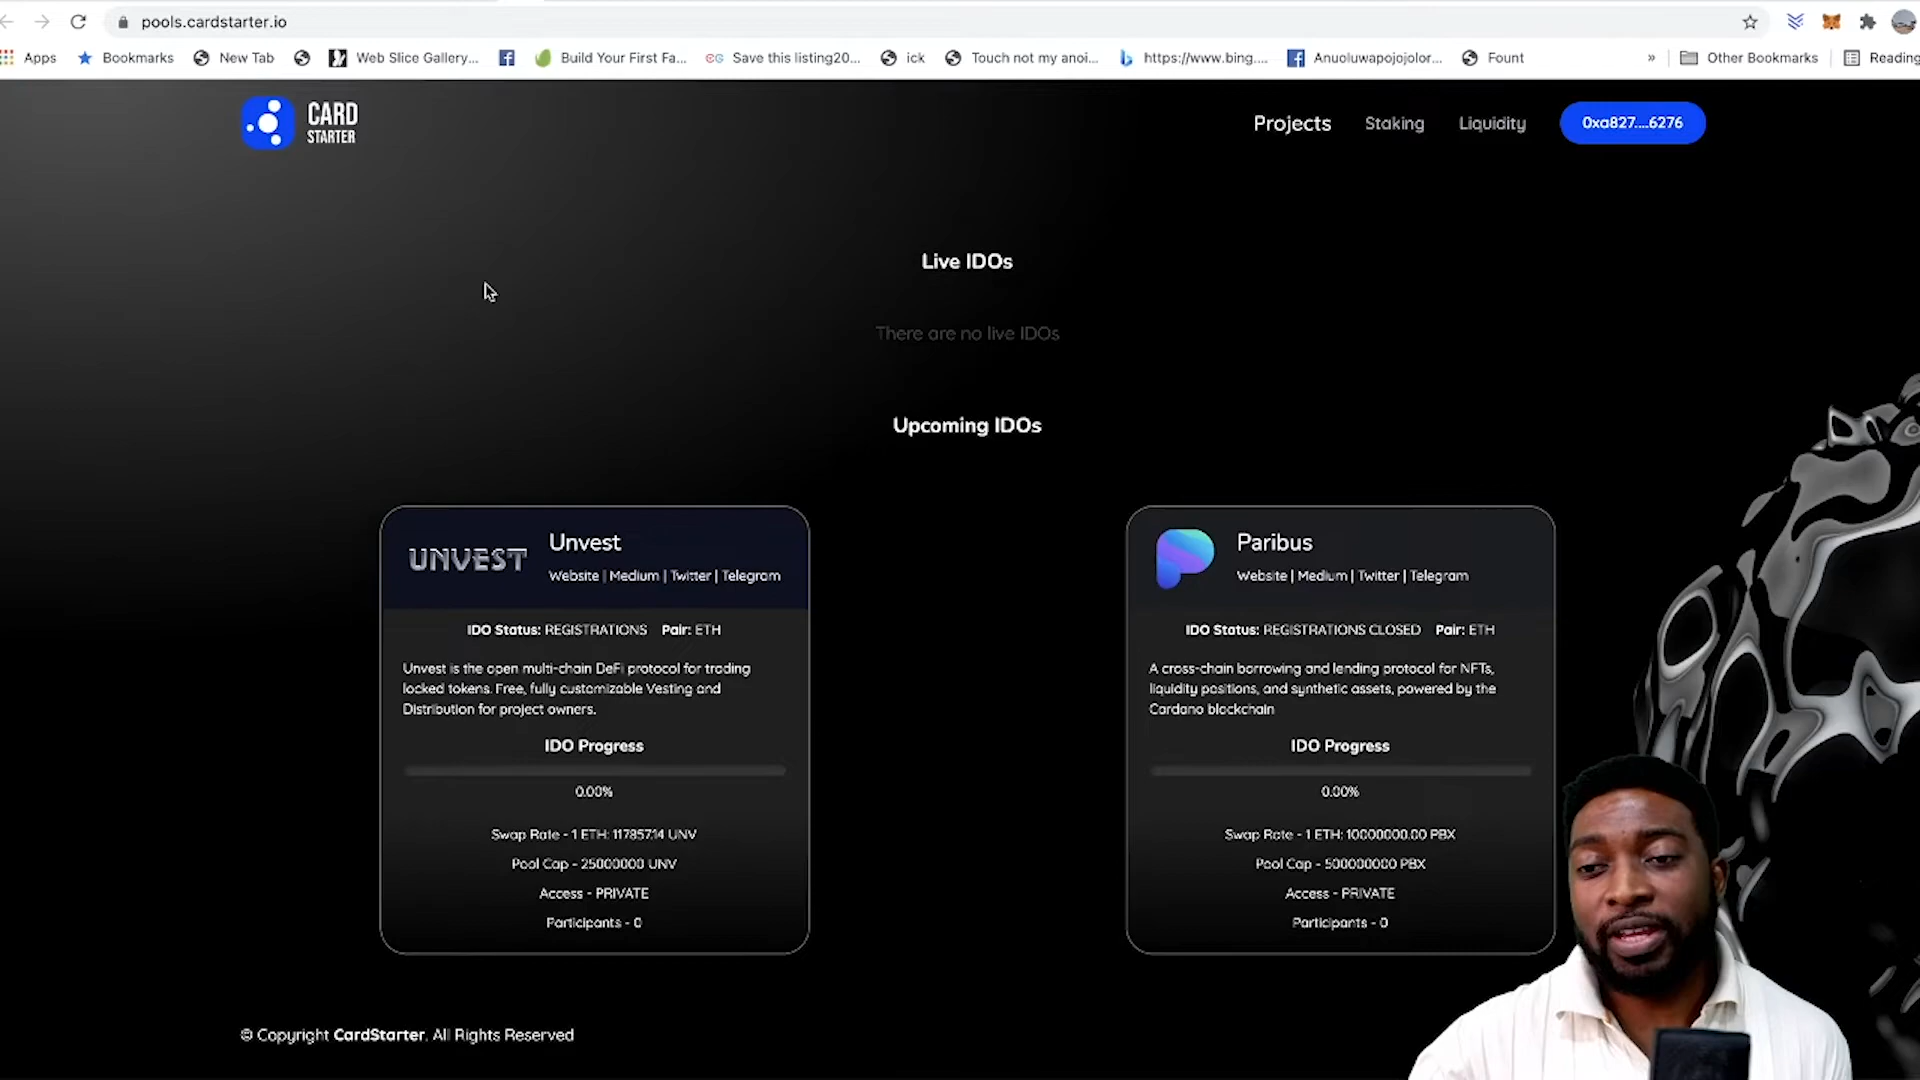 pools.cardstarter.io
Apps
Bookmarks
New Tab
Web Slice Gallery...
Build Your First Fa...
Save this listing20...
ick
Touch not my anoi...
https://www.bing....
Anuoluwapojojolor...
Fount
»
Other Bookmarks
Reading
CARD
STARTER
Projects
Staking
Liquidity
0xa827....6276
Live IDOs
There are no live IDOs
Upcoming IDOs
UNVEST
Unvest
Website | Medium | Twitter | Telegram
IDO Status: REGISTRATIONS Pair: ETH
Unvest is the open multi-chain DeFi protocol for trading
locked tokens. Free, fully customizable Vesting and
Distribution for project owners.
IDO Progress
0.00%
Swap Rate - 1 ETH: 117857.14 UNV
Pool Cap - 25000000 UNV
Access - PRIVATE
Participants - 0
Paribus
Website | Medium | Twitter | Telegram
IDO Status: REGISTRATIONS CLOSED Pair: ETH
A cross-chain borrowing and lending protocol for NFTs,
liquidity positions, and synthetic assets, powered by the
Cardano blockchain
IDO Progress
0.00%
Swap Rate - 1 ETH: 10000000.00 PBX
Pool Cap - 500000000 PBX
Access - PRIVATE
Participants - 0
© Copyright CardStarter. All Rights Reserved